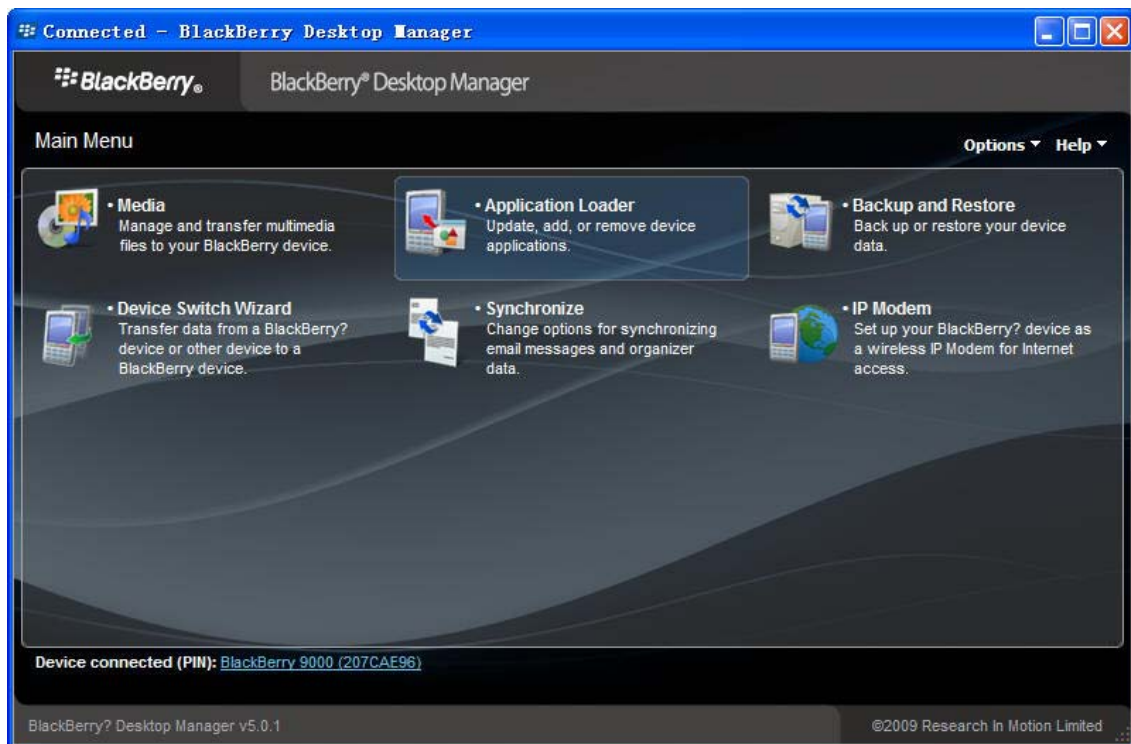 Connected - BlackBerry Desktop Manager
BlackBerry®
BlackBerry® Desktop Manager
Main Menu
Options
Help
• Media
Manage and transfer multimedia
files to your BlackBerry device.
• Application Loader
Update, add, or remove device
applications.
• Backup and Restore
Back up or restore your device
data.
• Device Switch Wizard
Transfer data from a BlackBerry?
device or other device to a
BlackBerry device.
• Synchronize
Change options for synchronizing
email messages and organizer
data.
• IP Modem
Set up your BlackBerry? device as
a wireless IP Modem for Internet
access.
Device connected (PIN): BlackBerry 9000 (207CAE96)
BlackBerry? Desktop Manager v5.0.1
©2009 Research In Motion Limited